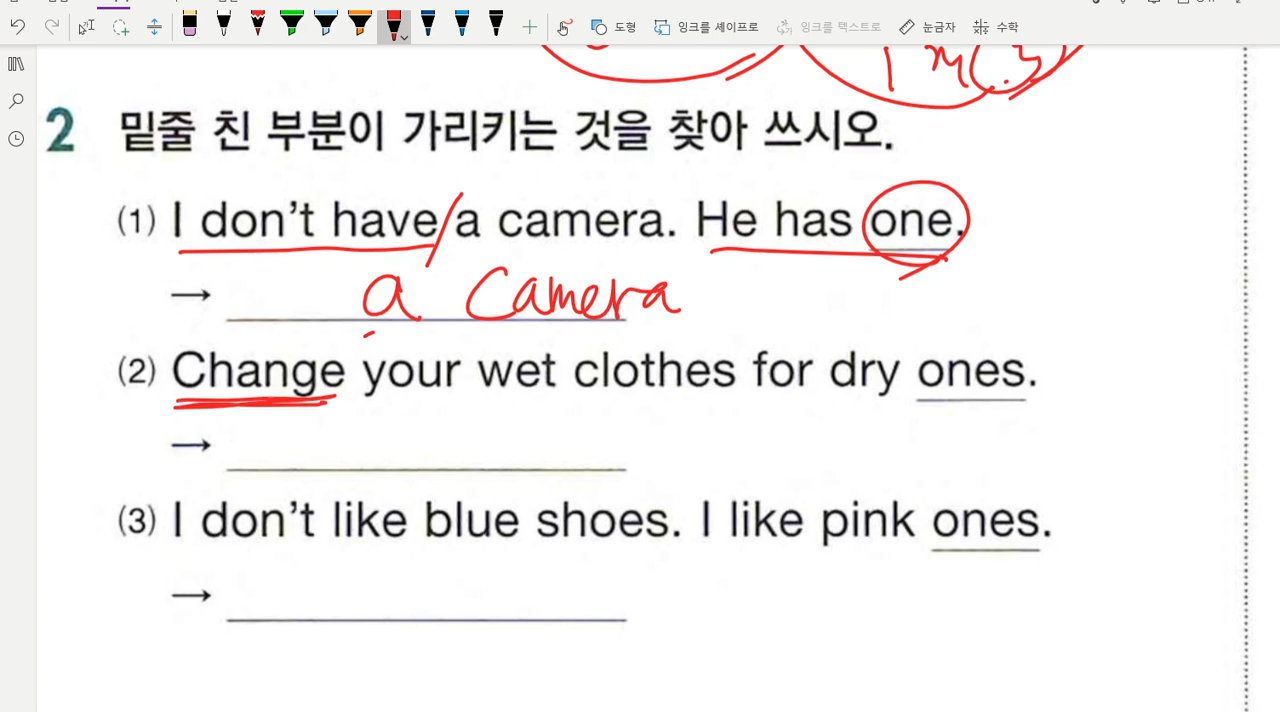 도형 잉크를 셰이프로 잉크를 텍스트로 눈금자 수학
2 밑줄 친 부분이 가리키는 것을 찾아 쓰시오.
(1) I don't have a camera. He has one.
→ a camera
(2) Change your wet clothes for dry ones.
→
(3) I don't like blue shoes. I like pink ones.
→